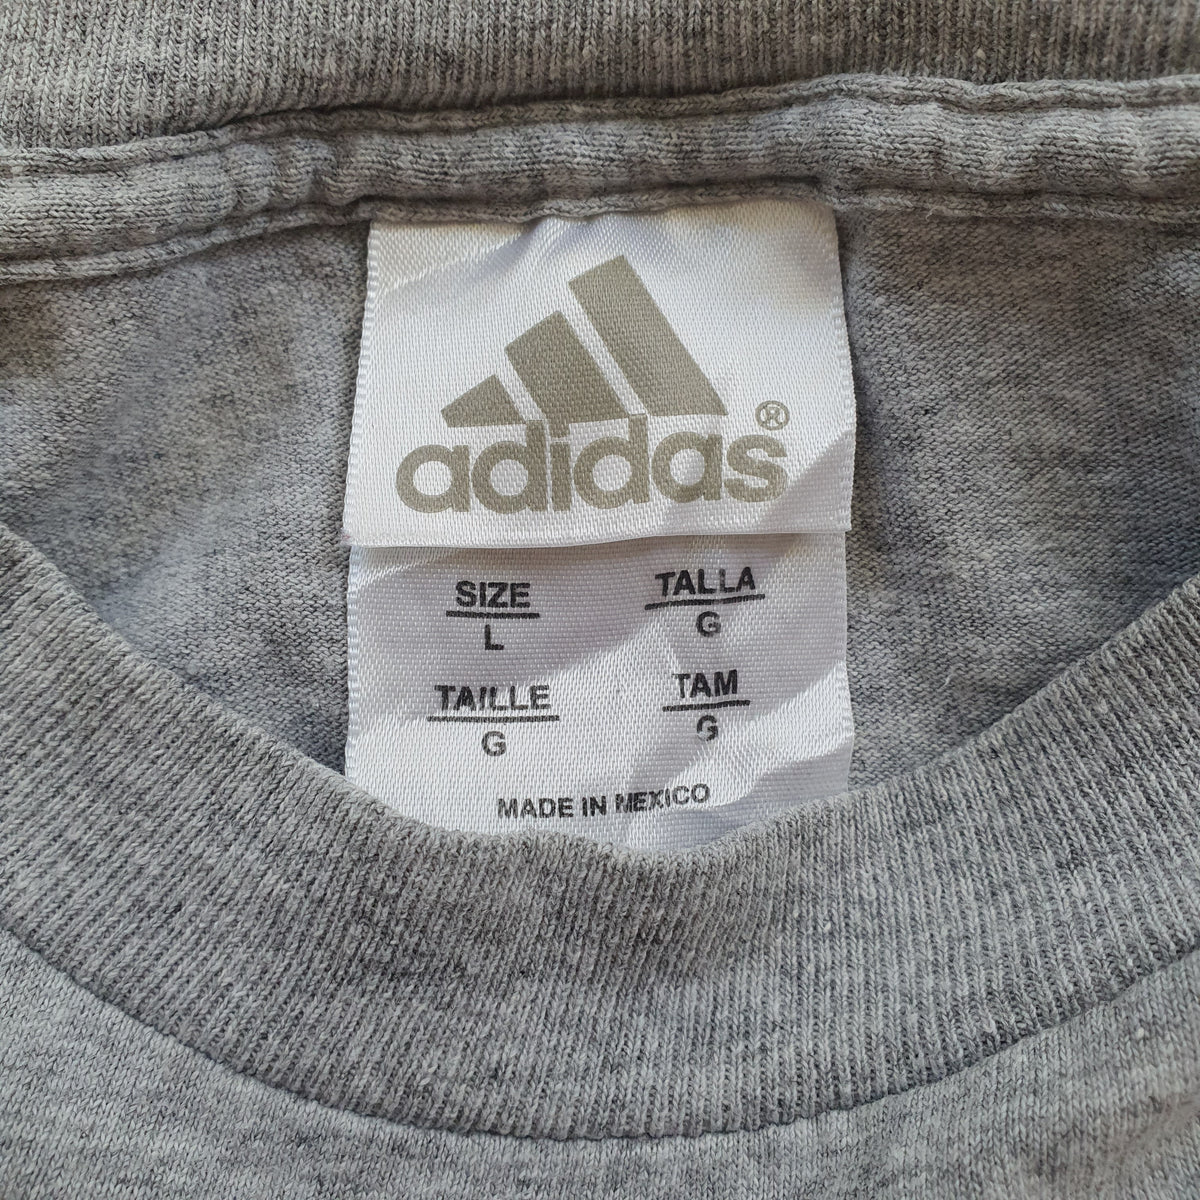 adidas®
SIZE TALLA
L G
TAILLE TAM
G G
MADE IN MEXICO